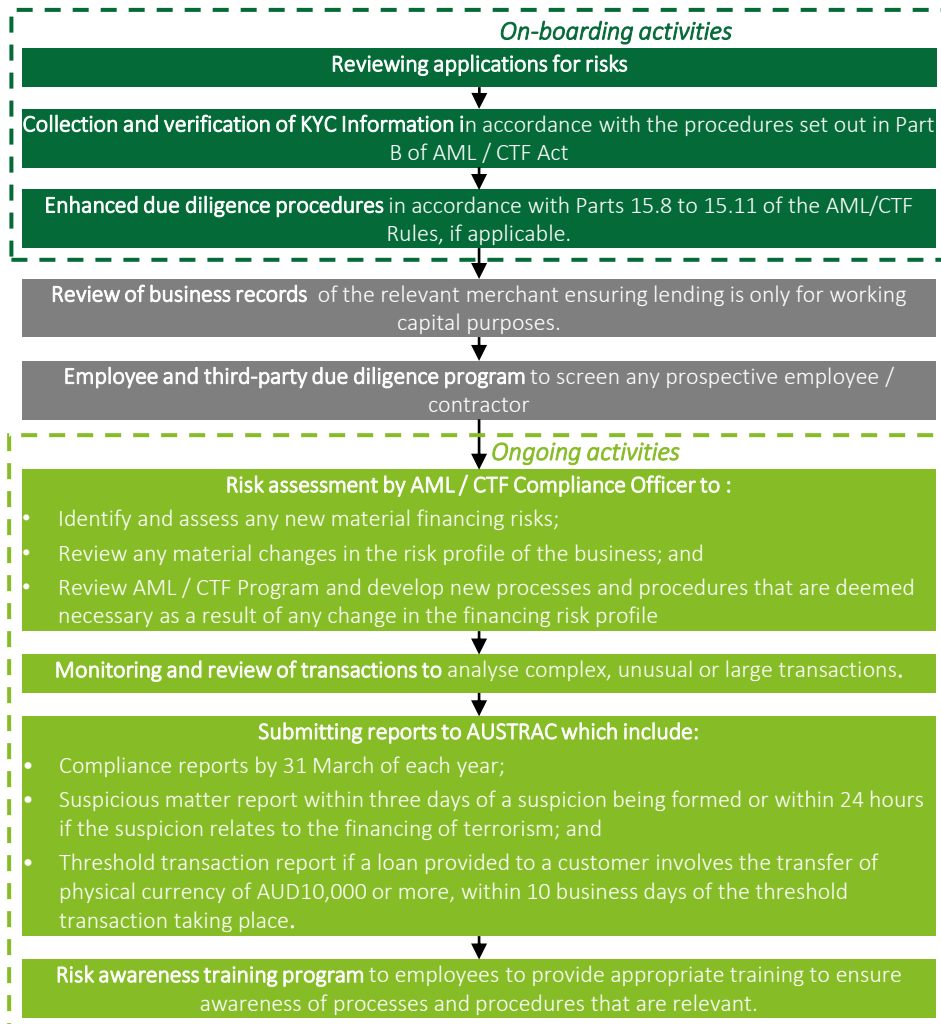 On-boarding activities
Reviewing applications for risks
Collection and verification of KYC Information in accordance with the procedures set out in Part
B of AML / CTF Act
Enhanced due diligence procedures in accordance with Parts 15.8 to 15.11 of the AML/CTF
Rules, if applicable.
Review of business records of the relevant merchant ensuring lending is only for working
capital purposes.
Employee and third-party due diligence program to screen any prospective employee /
contractor
Ongoing activities
Risk assessment by AML / CTF Compliance Officer to :
• Identify and assess any new material financing risks;
• Review any material changes in the risk profile of the business; and
• Review AML / CTF Program and develop new processes and procedures that are deemed
necessary as a result of any change in the financing risk profile
Monitoring and review of transactions to analyse complex, unusual or large transactions.
Submitting reports to AUSTRAC which include:
• Compliance reports by 31 March of each year;
• Suspicious matter report within three days of a suspicion being formed or within 24 hours
if the suspicion relates to the financing of terrorism; and
• Threshold transaction report if a loan provided to a customer involves the transfer of
physical currency of AUD10,000 or more, within 10 business days of the threshold
transaction taking place.
Risk awareness training program to employees to provide appropriate training to ensure
awareness of processes and procedures that are relevant.